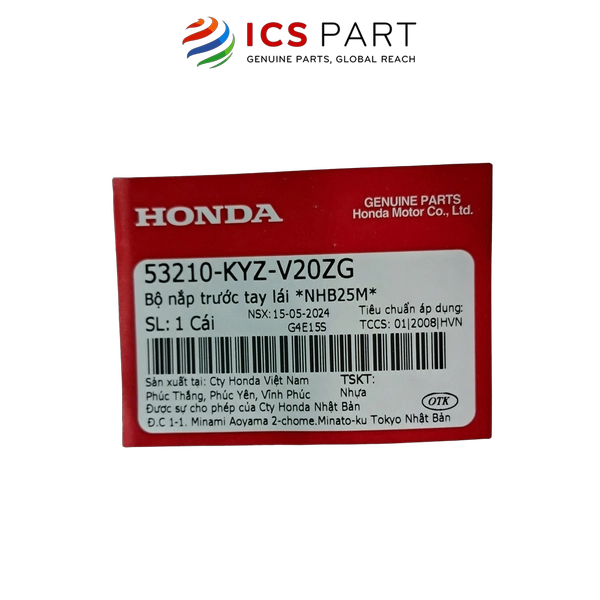 ICS PART
GENUINE PARTS, GLOBAL REACH
HONDA
GENUINE PARTS
Honda Motor Co., Ltd.
53210-KYZ-V20ZG
Bộ nắp trước tay lái *NHB25M*
SL: 1 Cái
NSX: 15-05-2024
G4E15S
Tiêu chuẩn áp dụng:
TCCS: 01|2008|HVN
Sản xuất tại: Cty Honda Việt Nam
Phúc Thắng, Phúc Yên, Vĩnh Phúc
TSKT:
Nhựa
Được sự cho phép của Cty Honda Nhật Bản
Đ.C 1-1. Minami Aoyama 2-chome.Minato-ku Tokyo Nhật Bản
OTK